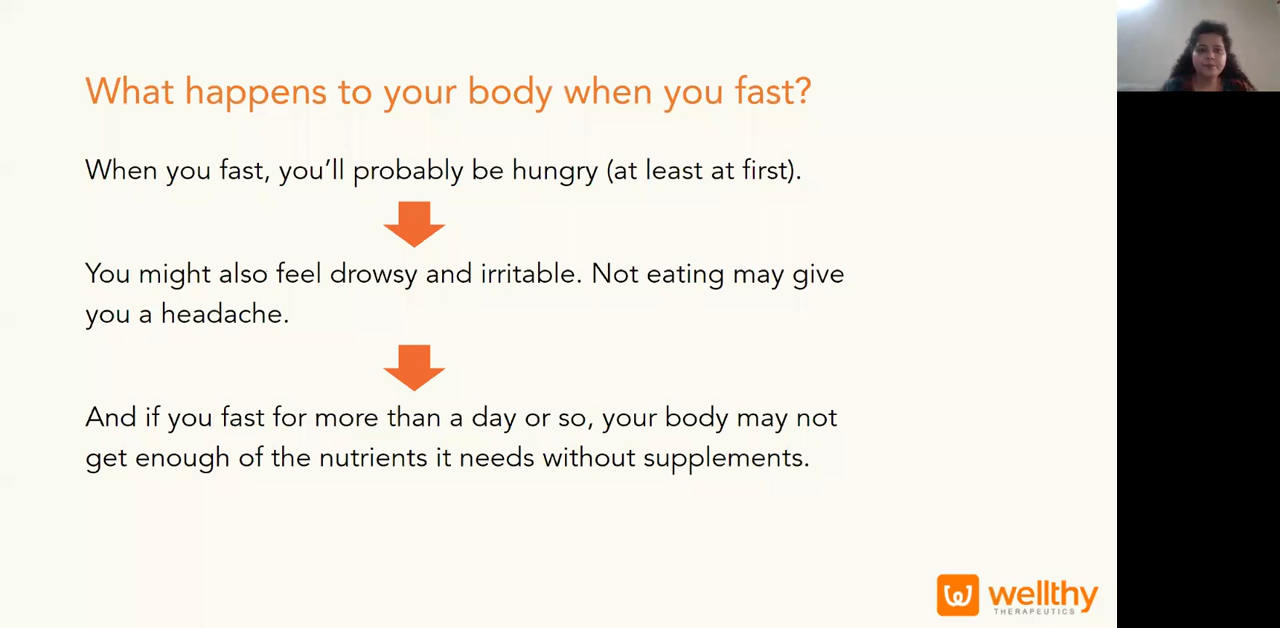 What happens to your body when you fast?
When you fast, you'll probably be hungry (at least at first).
You might also feel drowsy and irritable. Not eating may give
you a headache.
And if you fast for more than a day or so, your body may not
get enough of the nutrients it needs without supplements.
wellthy
THERAPEUTICS